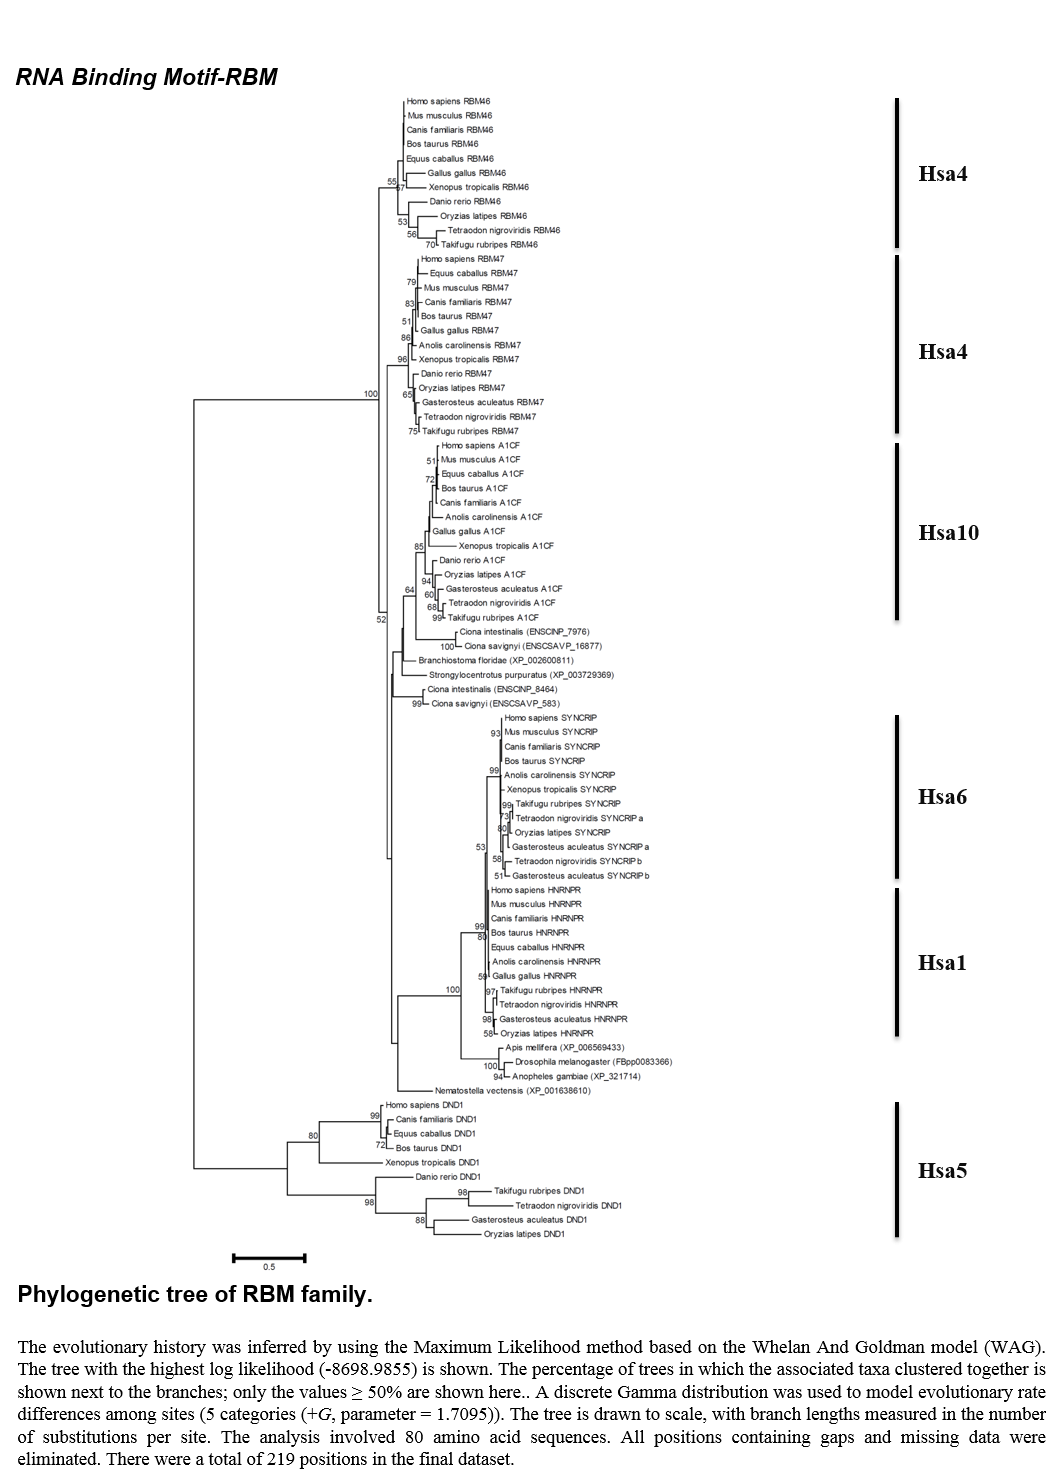 RNA Binding Motif-RBM
Homo sapiens RBM46
Mus musculus RBM46
Canis familiaris RBM46
Bos taurus RBM46
Equus caballus RBM46
Hsa4
Gallus gallus RBM46
55
57
Xenopus tropicalis RBM46
Danio rerio RBM46
Oryzias latipes RBM46
53
Tetraodon nigroviridis RBM46
56
70
Takifugu rubripes RBM46
Homo sapiens RBM47
Equus caballus RBM47
79
Mus musculus RBM47
83
Canis familiaris RBM47
Bos taurus RBM47
51
Gallus gallus RBM47
86
Anolis carolinensis RBM47
Hsa4
96
Xenopus tropicalis RBM47
Danio rerio RBM47
Oryzias latipes RBM47
100
65
Gasterosteus aculeatus RBM47
Tetraodon nigroviridis RBM47
75
Takifugu rubripes RBM47
Homo sapiens A1CF
51
Mus musculus A1CF
Equus caballus A1CF
72
Bos taurus A1CF
Canis familiaris A1CF
Anolis carolinensis A1CF
Gallus gallus A1CF
Hsa10
85
Xenopus tropicalis A1CF
Danio rerio A1CF
Oryzias latipes A1CF
94
64
Gasterosteus aculeatus A1CF
60
Tetraodon nigroviridis A1CF
68
99
Takifugu rubripes A1CF
52
Ciona intestinalis (ENSCINP_7976)
100
Ciona savignyi (ENSCSAVP_16877)
Branchiostoma floridae (XP_002600811)
Strongylocentrotus purpuratus (XP_003729369)
Ciona intestinalis (ENSCINP_8464)
99
Ciona savignyi (ENSCSAVP_583)
Homo sapiens SYNCRIP
93
Mus musculus SYNCRIP
Canis familiaris SYNCRIP
Bos taurus SYNCRIP
99
Anolis carolinensis SYNCRIP
Xenopus tropicalis SYNCRIP
Hsa6
99
Takifugu rubripes SYNCRIP
73
Tetraodon nigroviridis SYNCRIP a
80
Oryzias latipes SYNCRIP
53
Gasterosteus aculeatus SYNCRIP a
58
Tetraodon nigroviridis SYNCRIP b
51
Gasterosteus aculeatus SYNCRIP b
Homo sapiens HNRNPR
Mus musculus HNRNPR
Canis familiaris HNRNPR
99
80
Bos taurus HNRNPR
Equus caballus HNRNPR
Anolis carolinensis HNRNPR
Hsa1
59
Gallus gallus HNRNPR
100
97
Takifugu rubripes HNRNPR
Tetraodon nigroviridis HNRNPR
98
Gasterosteus aculeatus HNRNPR
58
Oryzias latipes HNRNPR
Apis mellifera (XP_006569433)
100
Drosophila melanogaster (FBpp0083366)
94
Anopheles gambiae (XP_321714)
Nematostella vectensis (XP_001638610)
Homo sapiens DND1
99
Canis familiaris DND1
80
Equus caballus DND1
72
Bos taurus DND1
Xenopus tropicalis DND1
Hsa5
Danio rerio DND1
98
98
Takifugu rubripes DND1
Tetraodon nigroviridis DND1
88
Gasterosteus aculeatus DND1
Oryzias latipes DND1
0.5
Phylogenetic tree of RBM family.
The evolutionary history was inferred by using the Maximum Likelihood method based on the Whelan And Goldman model (WAG).
The tree with the highest log likelihood (-8698.9855) is shown. The percentage of trees in which the associated taxa clustered together is
shown next to the branches; only the values ≥ 50% are shown here.. A discrete Gamma distribution was used to model evolutionary rate
differences among sites (5 categories (+G, parameter = 1.7095)). The tree is drawn to scale, with branch lengths measured in the number
of substitutions per site. The analysis involved 80 amino acid sequences. All positions containing gaps and missing data were
eliminated. There were a total of 219 positions in the final dataset.